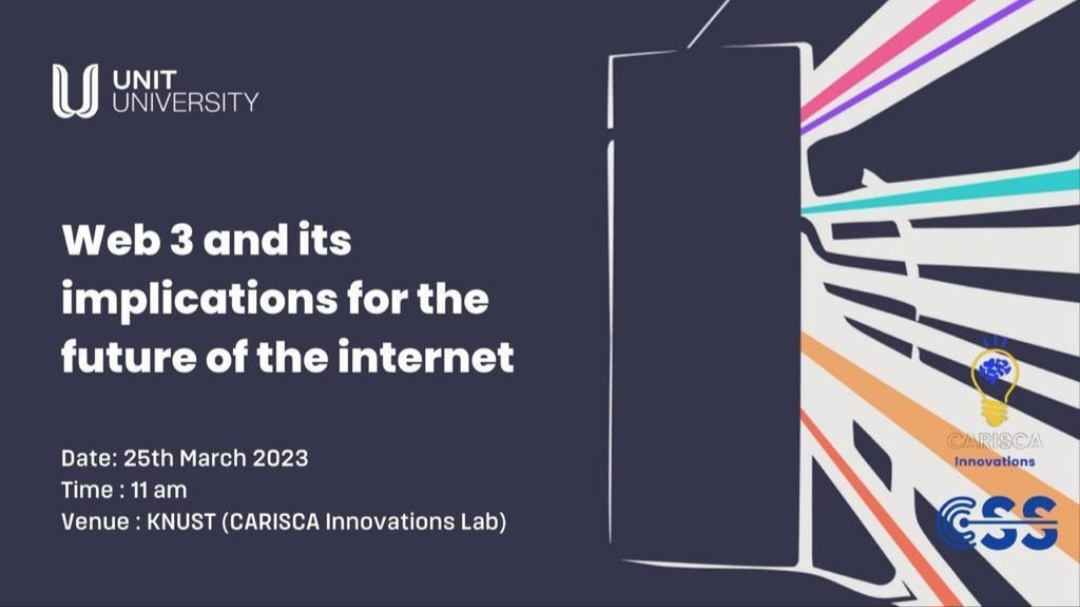 UNIT
UNIVERSITY
Web 3 and its
implications for the
future of the internet
Date: 25th March 2023
Time : 11 am
Venue : KNUST (CARISCA Innovations Lab)
CARISCA
Innovations
CSS